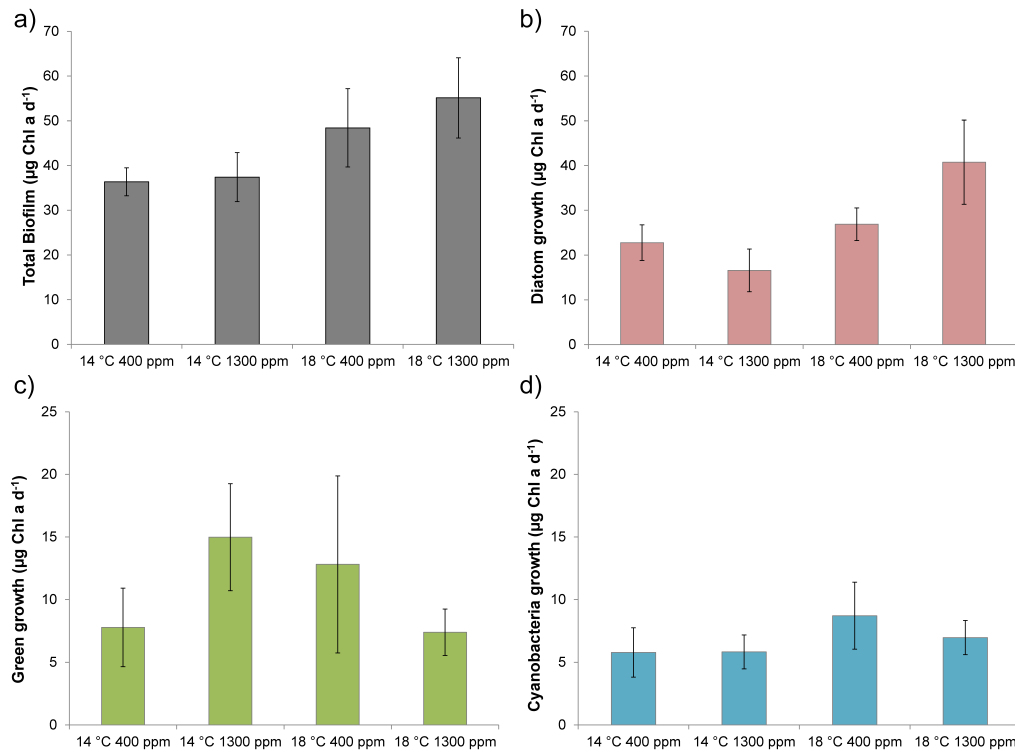 a)
Total Biofilm (µg Chl a d-1)
70
60
50
40
30
20
10
0
14 °C 400 ppm 14 °C 1300 ppm 18 °C 400 ppm 18 °C 1300 ppm
b)
Diatom growth (µg Chl a d-1)
70
60
50
40
30
20
10
0
14 °C 400 ppm 14 °C 1300 ppm 18 °C 400 ppm 18 °C 1300 ppm
c)
Green growth (µg Chl a d-1)
25
20
15
10
5
0
14 °C 400 ppm 14 °C 1300 ppm 18 °C 400 ppm 18 °C 1300 ppm
d)
Cyanobacteria growth (µg Chl a d-1)
25
20
15
10
5
0
14 °C 400 ppm 14 °C 1300 ppm 18 °C 400 ppm 18 °C 1300 ppm